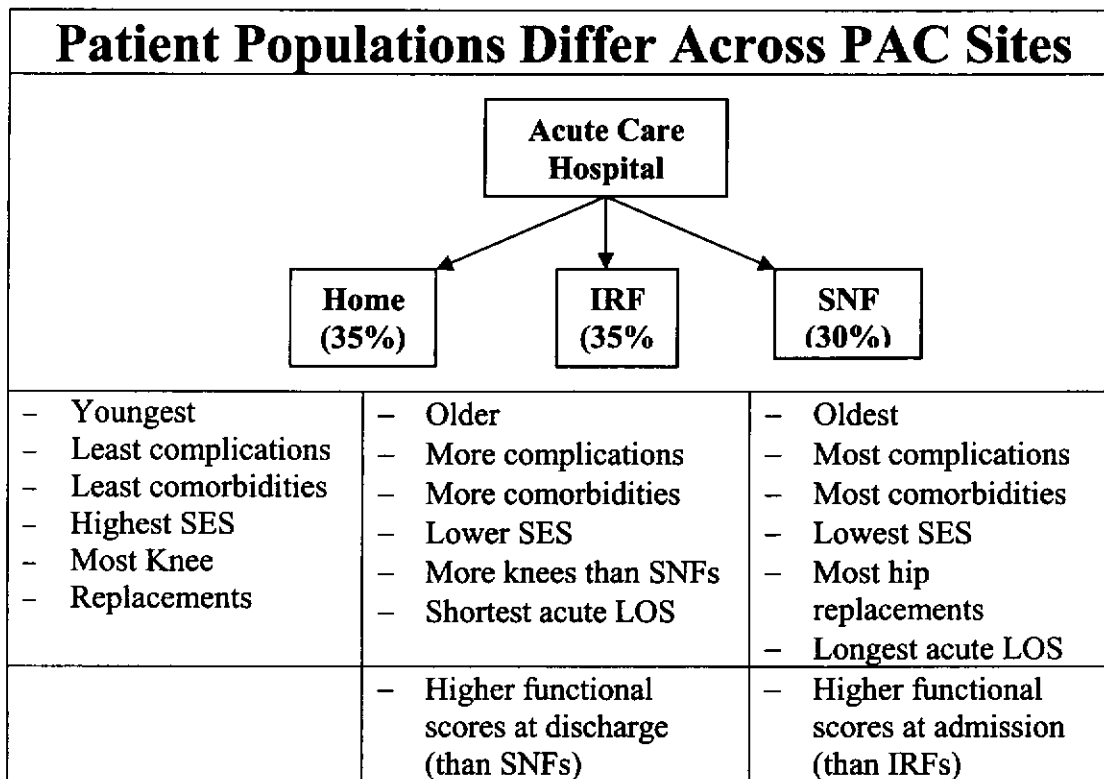 Patient Populations Differ Across PAC Sites
Acute Care
Hospital
Home
(35%)
IRF
(35%
SNF
(30%)
– Youngest
– Least complications
– Least comorbidities
– Highest SES
– Most Knee
– Replacements
– Older
– More complications
– More comorbidities
– Lower SES
– More knees than SNFs
– Shortest acute LOS
– Oldest
– Most complications
– Most comorbidities
– Lowest SES
– Most hip
replacements
– Longest acute LOS
– Higher functional
scores at discharge
(than SNFs)
– Higher functional
scores at admission
(than IRFs)